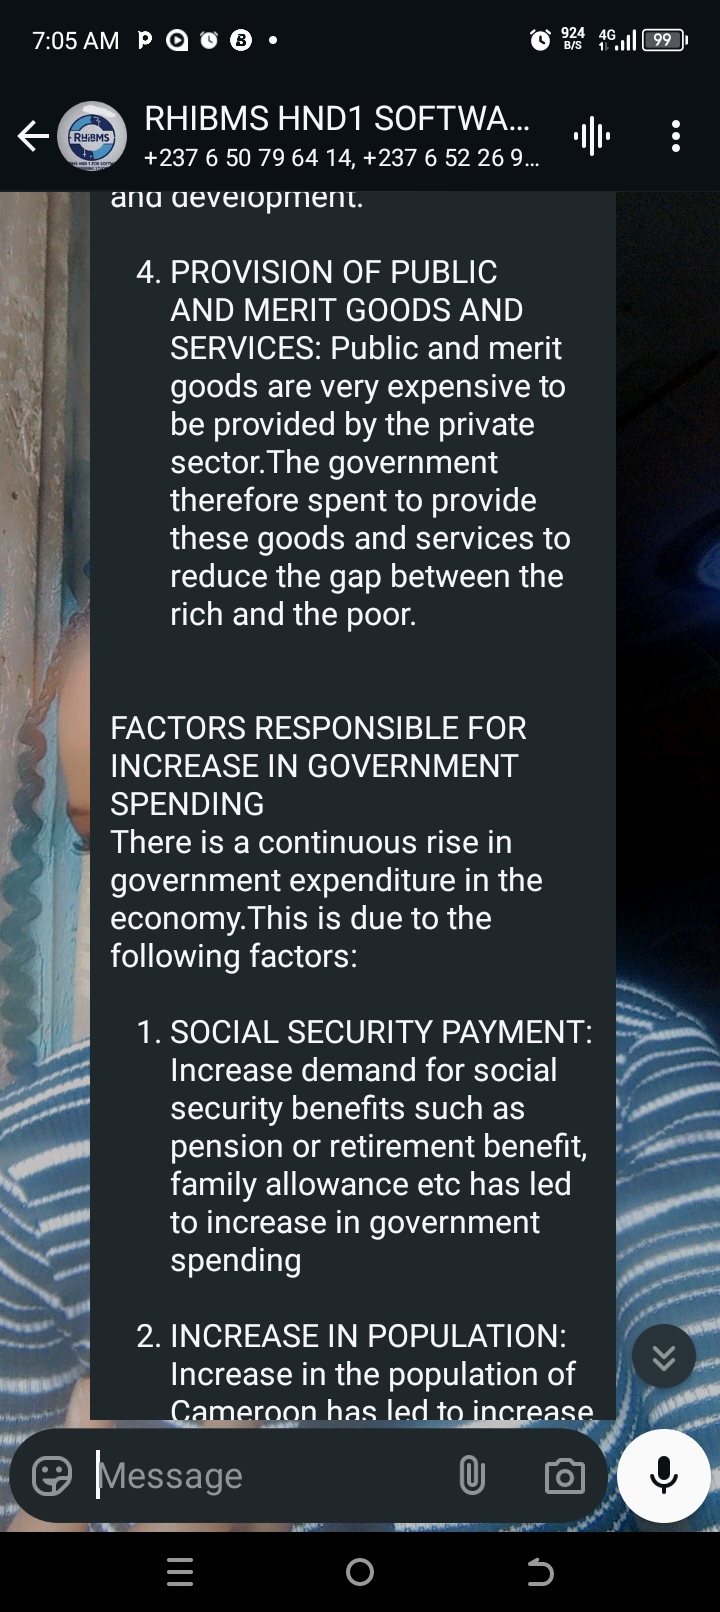 7:05 AM
924
B/S
4G
99
RHIBMS HND1 SOFTWA...
+237 6 50 79 64 14, +237 6 52 26 9...
RHiBMS
and development.
4. PROVISION OF PUBLIC
AND MERIT GOODS AND
SERVICES: Public and merit
goods are very expensive to
be provided by the private
sector.The government
therefore spent to provide
these goods and services to
reduce the gap between the
rich and the poor.
FACTORS RESPONSIBLE FOR
INCREASE IN GOVERNMENT
SPENDING
There is a continuous rise in
government expenditure in the
economy.This is due to the
following factors:
1. SOCIAL SECURITY PAYMENT:
Increase demand for social
security benefits such as
pension or retirement benefit,
family allowance etc has led
to increase in government
spending
2. INCREASE IN POPULATION:
Increase in the population of
Cameroon has led to increase
Message